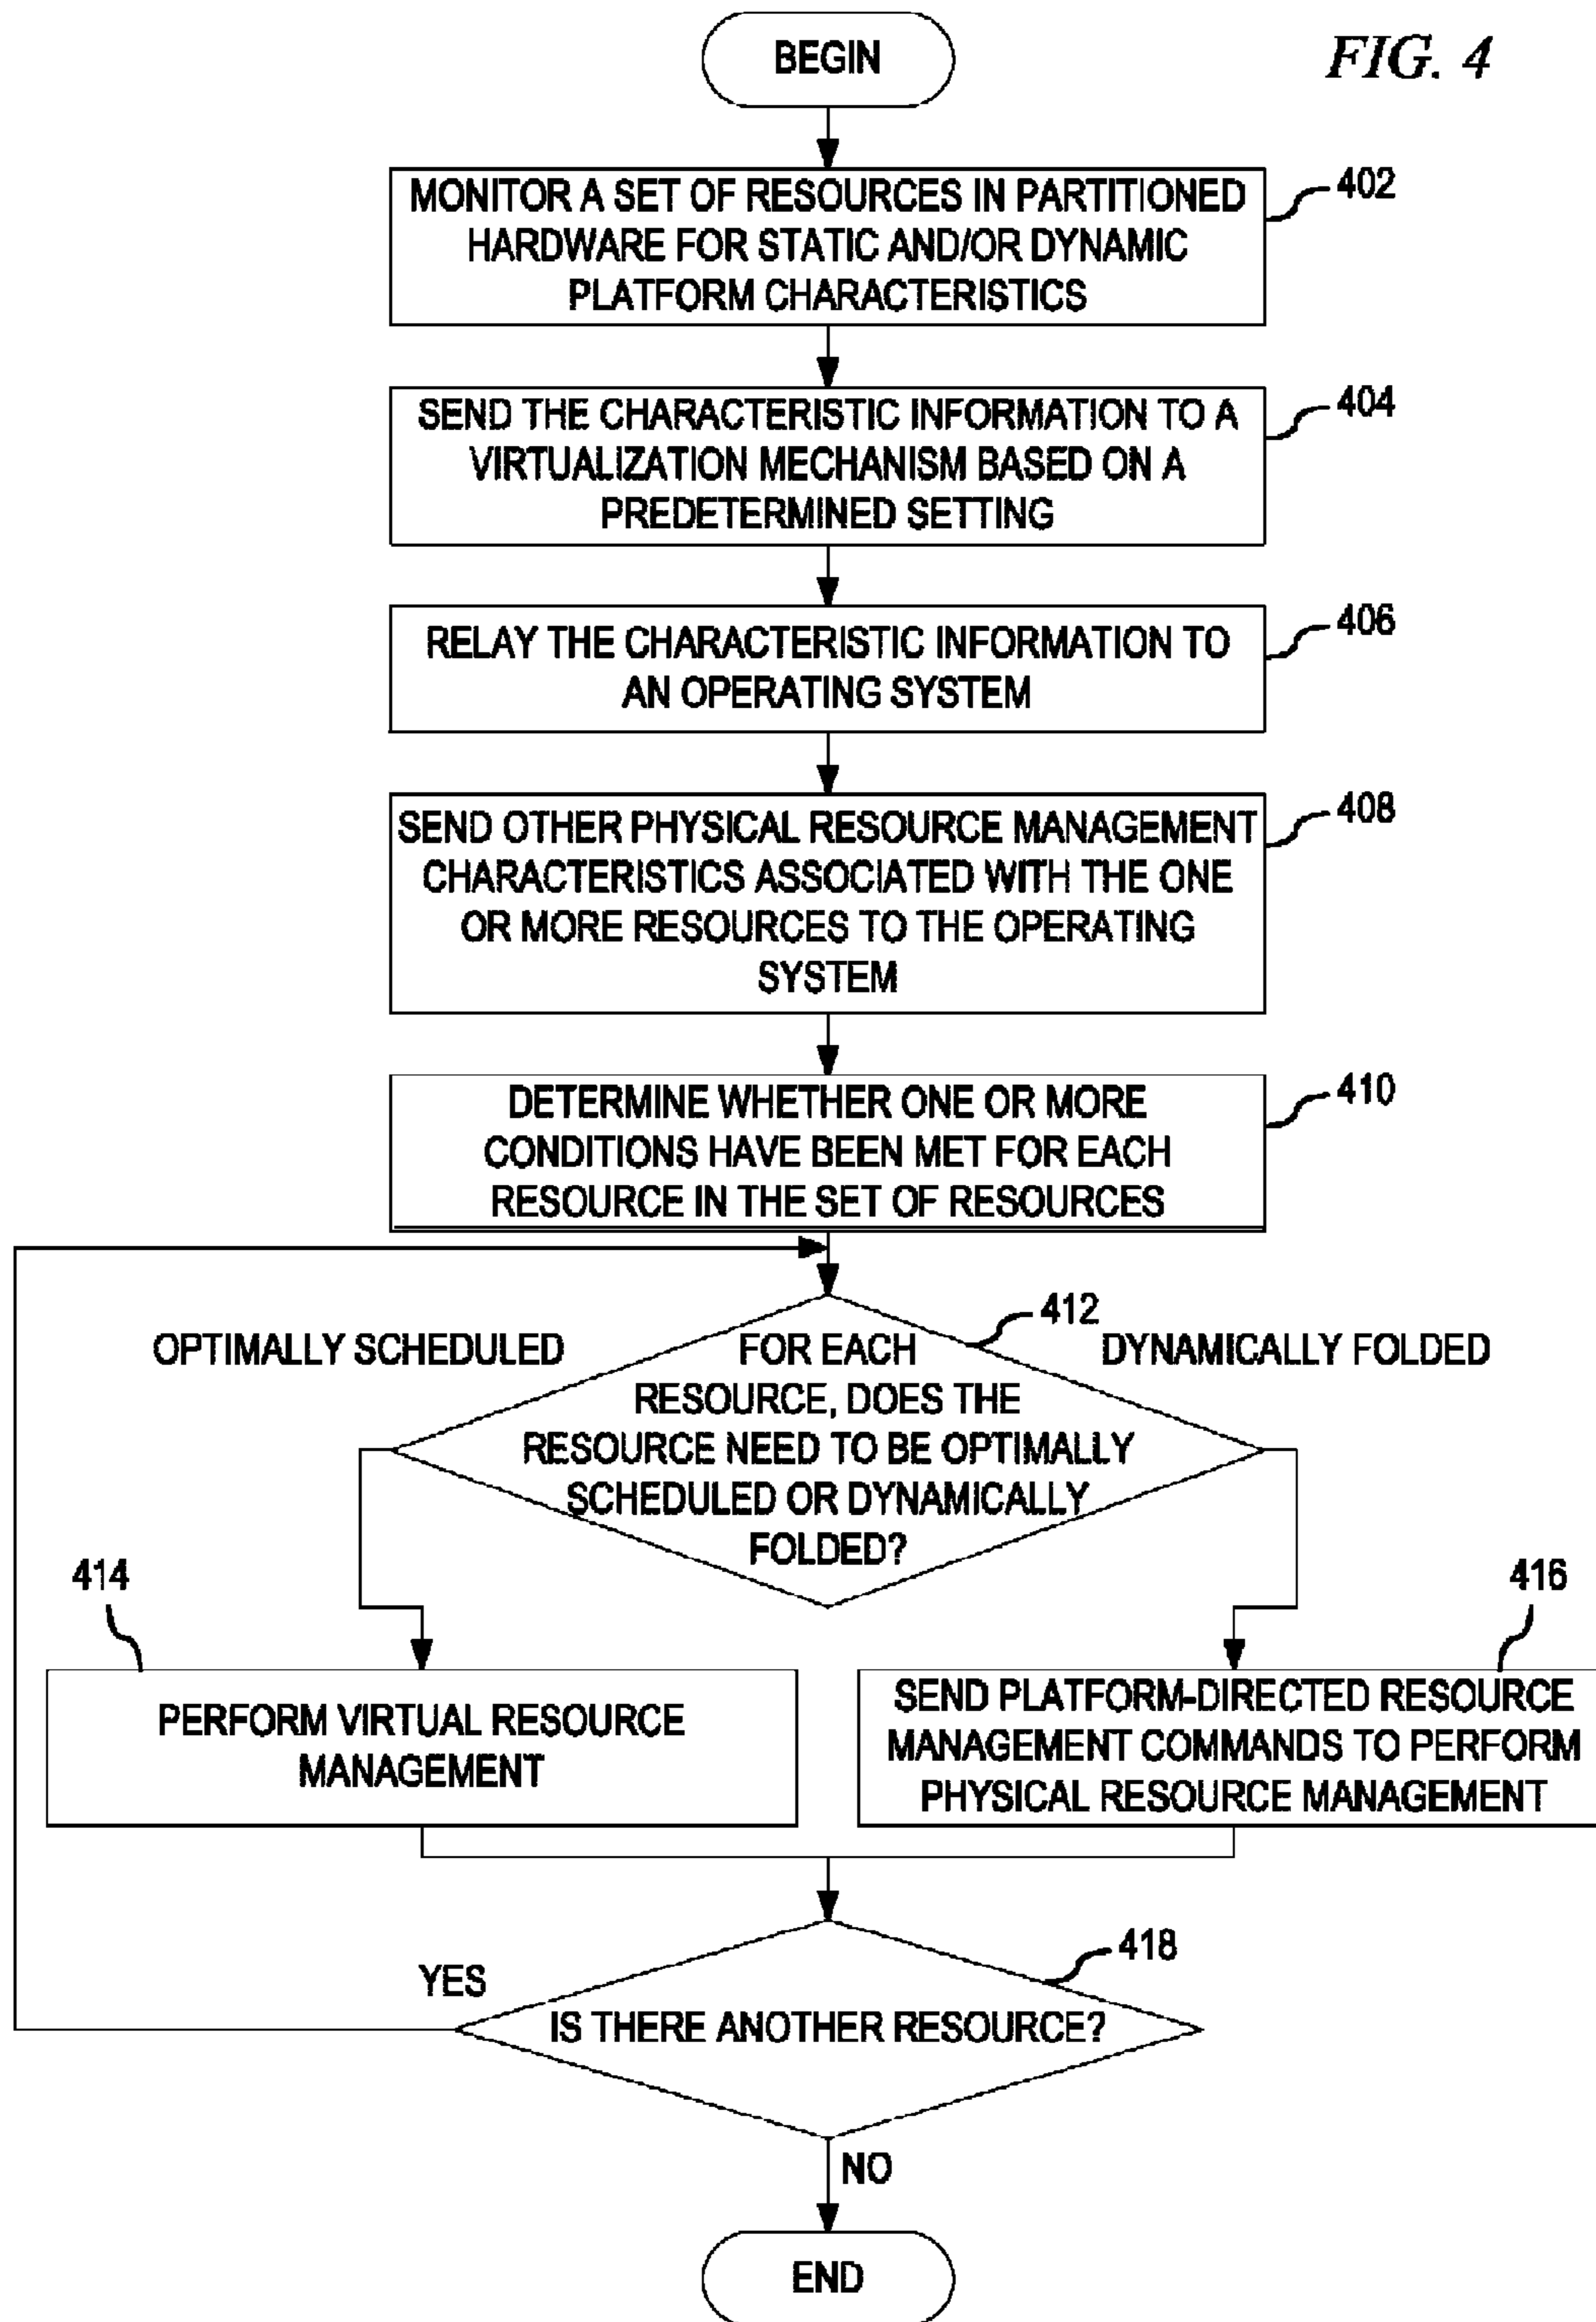 BEGIN
FIG. 4
MONITOR A SET OF RESOURCES IN PARTITIONED
HARDWARE FOR STATIC AND/OR DYNAMIC
PLATFORM CHARACTERISTICS
402
SEND THE CHARACTERISTIC INFORMATION TO A
VIRTUALIZATION MECHANISM BASED ON A
PREDETERMINED SETTING
404
RELAY THE CHARACTERISTIC INFORMATION TO
AN OPERATING SYSTEM
406
SEND OTHER PHYSICAL RESOURCE MANAGEMENT
CHARACTERISTICS ASSOCIATED WITH THE ONE
OR MORE RESOURCES TO THE OPERATING
SYSTEM
408
DETERMINE WHETHER ONE OR MORE
CONDITIONS HAVE BEEN MET FOR EACH
RESOURCE IN THE SET OF RESOURCES
410
412
OPTIMALLY SCHEDULED
FOR EACH
RESOURCE, DOES THE
RESOURCE NEED TO BE OPTIMALLY
SCHEDULED OR DYNAMICALLY
FOLDED?
DYNAMICALLY FOLDED
414
PERFORM VIRTUAL RESOURCE
MANAGEMENT
416
SEND PLATFORM-DIRECTED RESOURCE
MANAGEMENT COMMANDS TO PERFORM
PHYSICAL RESOURCE MANAGEMENT
418
YES
IS THERE ANOTHER RESOURCE?
NO
END